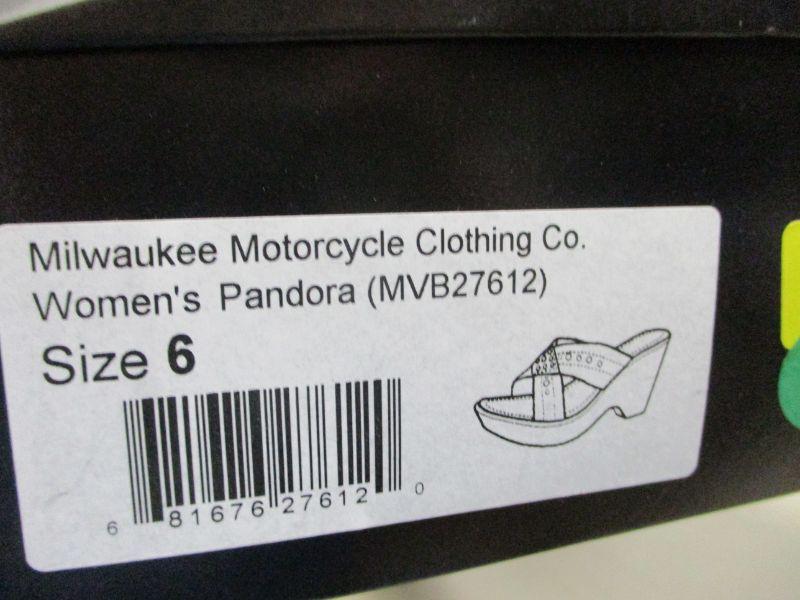 Milwaukee Motorcycle Clothing Co.
Women's Pandora (MVB27612)
Size 6
6 81676 27612 0